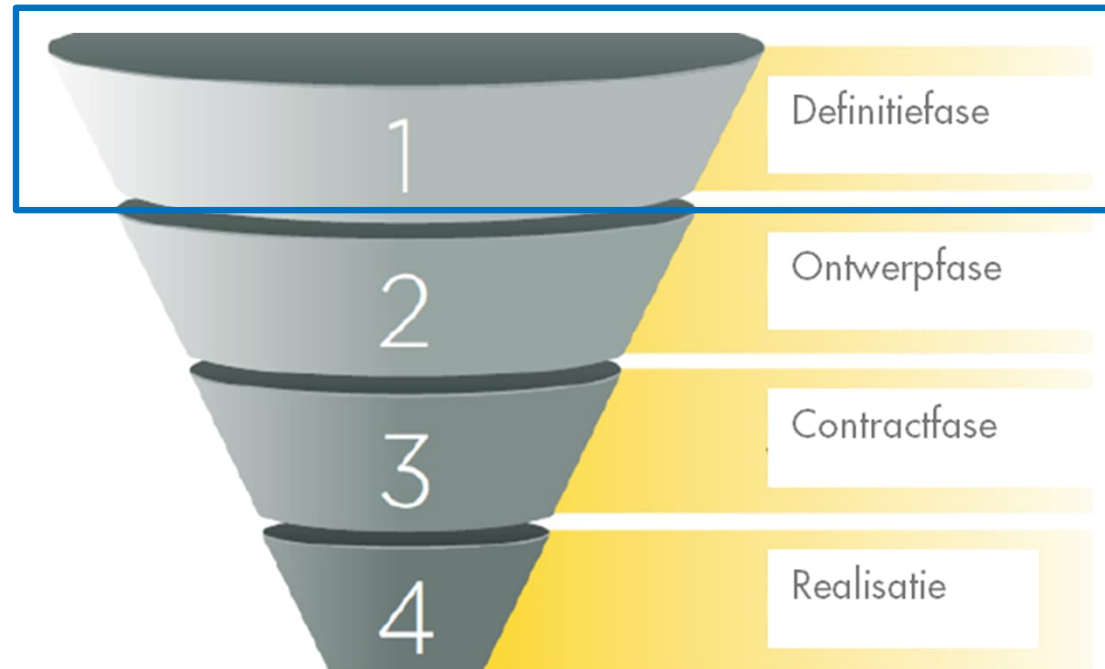 1
Definitiefase
2
Ontwerpfase
3
Contractfase
4
Realisatie